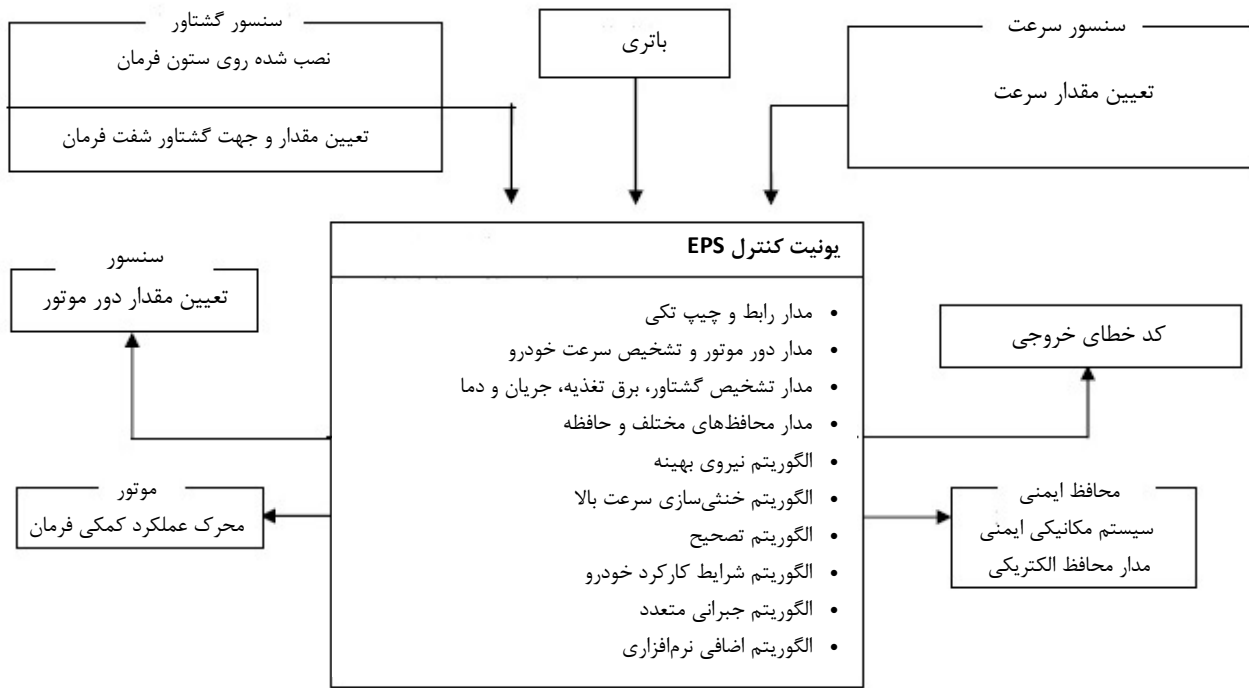 سنسور گشتاور
نصب شده روی ستون فرمان
تعیین مقدار و جهت گشتاور شفت فرمان
باتری
سنسور سرعت
تعیین مقدار سرعت
یونیت کنترل EPS
• مدار رابط و چیپ تکی
• مدار دور موتور و تشخیص سرعت خودرو
• مدار تشخیص گشتاور، برق تغذیه، جریان و دما
• مدار محافظ‌های مختلف و حافظه
• الگوریتم نیروی بهینه
• الگوریتم خنثی‌سازی سرعت بالا
• الگوریتم تصحیح
• الگوریتم شرایط کارکرد خودرو
• الگوریتم جبرانی متعدد
• الگوریتم اضافی نرم‌افزاری
سنسور
تعیین مقدار دور موتور
موتور
محرک عملکرد کمکی فرمان
کد خطای خروجی
محافظ ایمنی
سیستم مکانیکی ایمنی
مدار محافظ الکتریکی